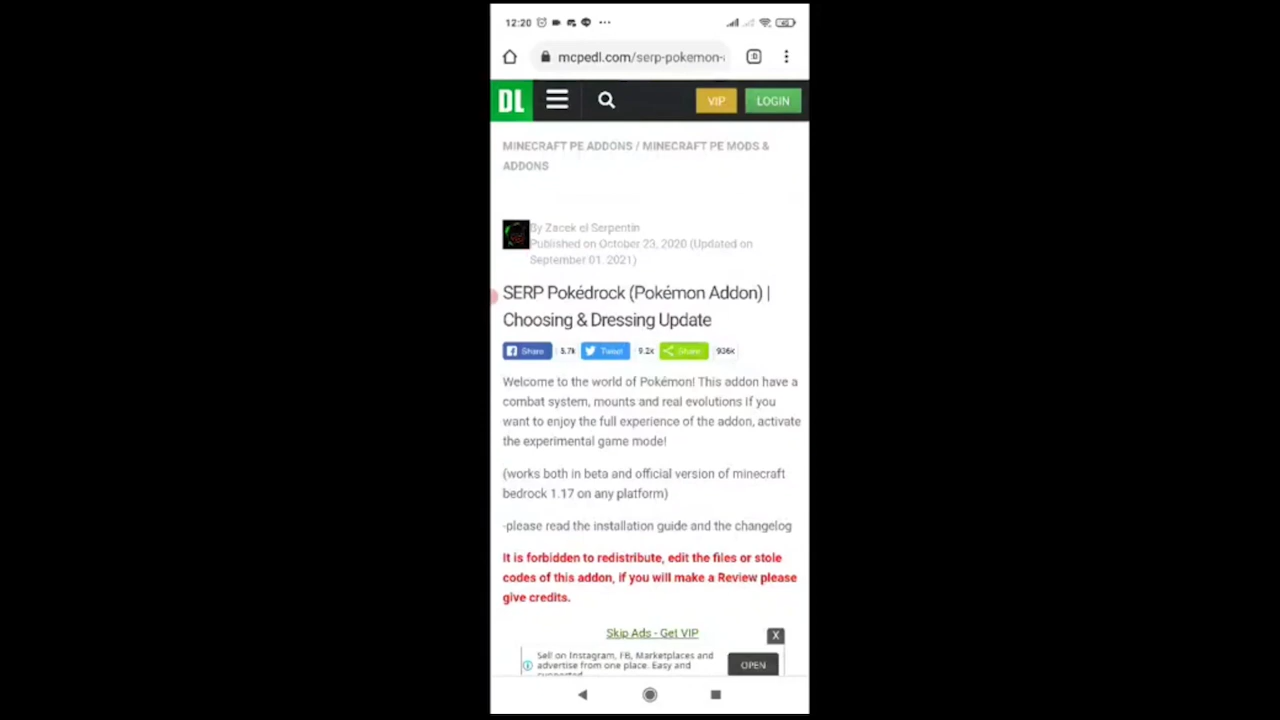 12:20
mcpedl.com/serp-pokemon-
DL
VIP
LOGIN
MINECRAFT PE ADDONS / MINECRAFT PE MODS &
ADDONS
By Zacek el Serpentin
Published on October 23, 2020 (Updated on
September 01, 2021)
SERP Pokédrock (Pokémon Addon) |
Choosing & Dressing Update
Share 5.7k Tweet 9.2k Share 936k
Welcome to the world of Pokémon! This addon have a
combat system, mounts and real evolutions if you
want to enjoy the full experience of the addon, activate
the experimental game mode!
(works both in beta and official version of minecraft
bedrock 1.17 on any platform)
-please read the installation guide and the changelog
It is forbidden to redistribute, edit the files or stole
codes of this addon, if you will make a Review please
give credits.
Skip Ads - Get VIP
X
Sell on Instagram, FB, Marketplaces and
advertise from one place. Easy and
OPEN